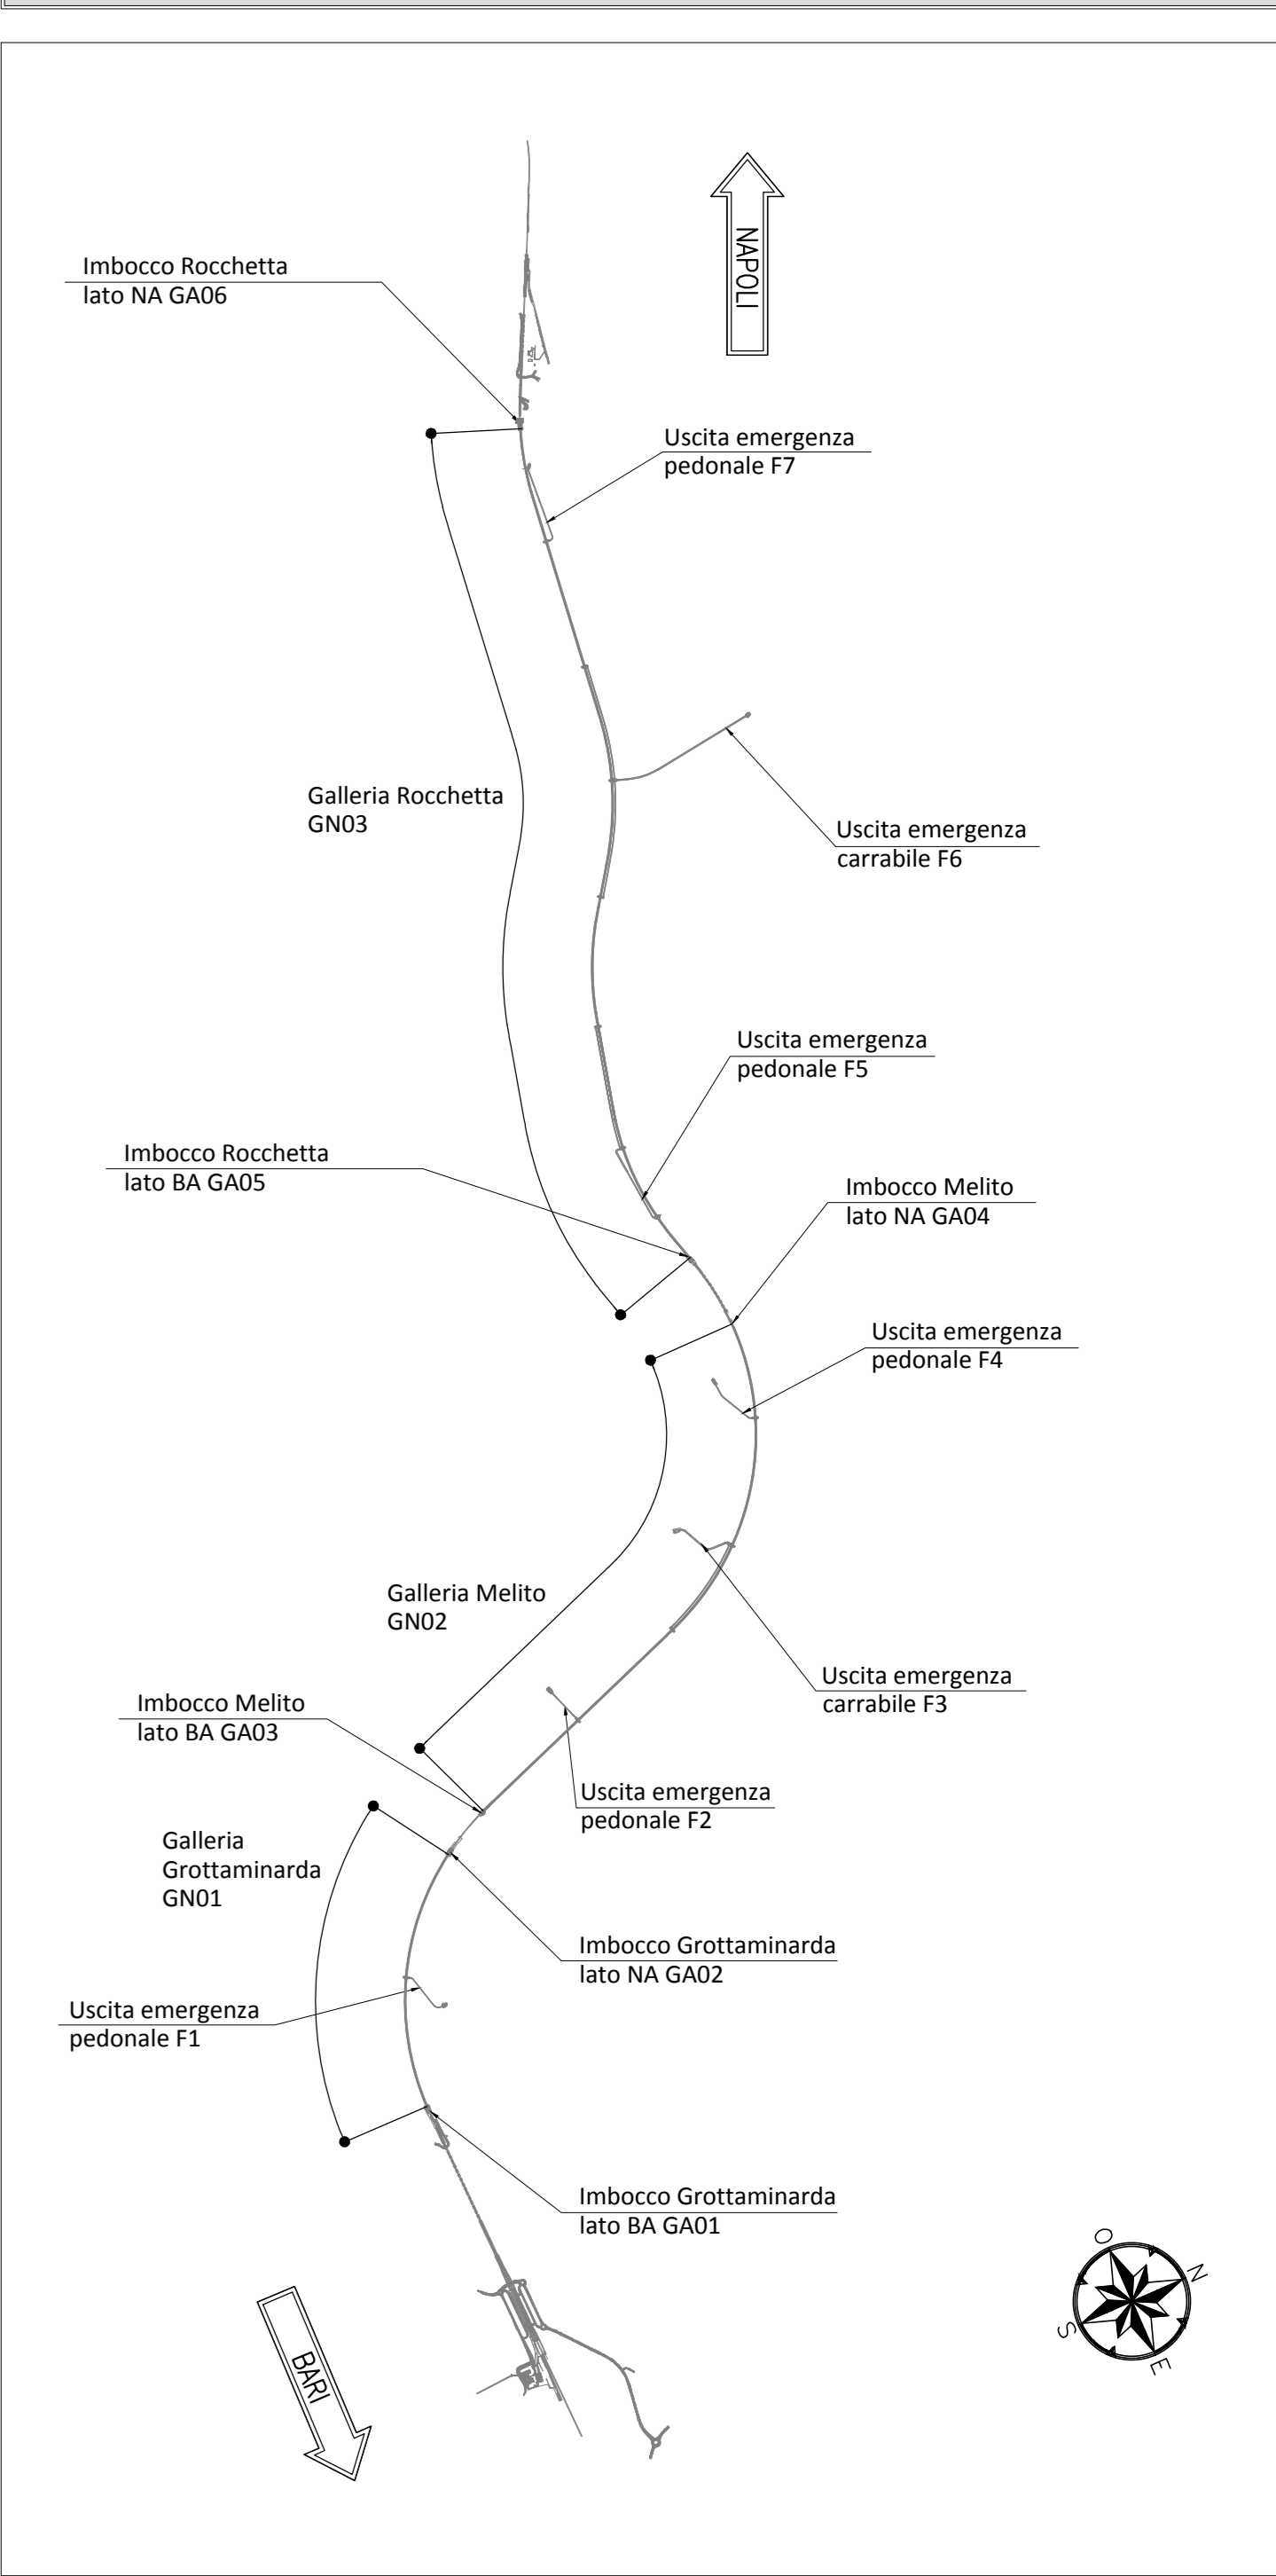 NAPOLI
Imbocco Rocchetta
lato NA GA06
Uscita emergenza
pedonale F7
Galleria Rocchetta
GN03
Uscita emergenza
carrabile F6
Uscita emergenza
pedonale F5
Imbocco Rocchetta
lato BA GA05
Imbocco Melito
lato NA GA04
Uscita emergenza
pedonale F4
Galleria Melito
GN02
Uscita emergenza
carrabile F3
Imbocco Melito
lato BA GA03
Uscita emergenza
pedonale F2
Galleria
Grottaminarda
GN01
Imbocco Grottaminarda
lato NA GA02
Uscita emergenza
pedonale F1
Imbocco Grottaminarda
lato BA GA01
O
N
S
E
BARI